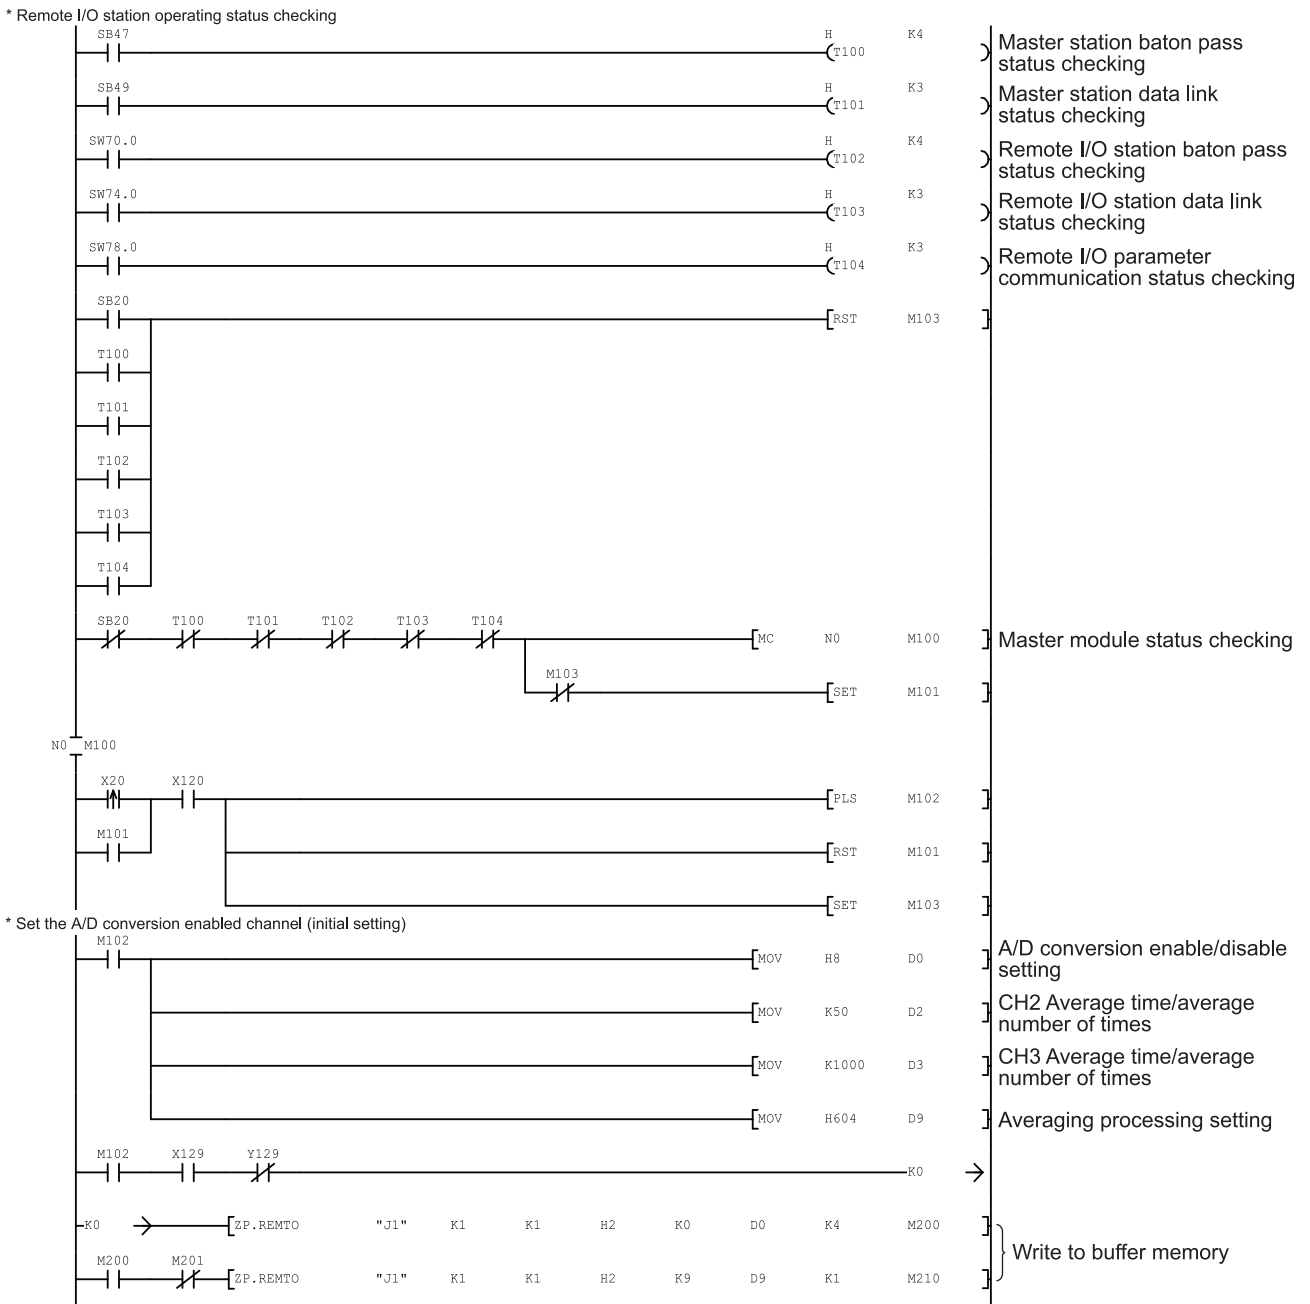 * Remote I/O station operating status checking
SB47 H K4
T100 Master station baton pass
status checking
SB49 H K3
T101 Master station data link
status checking
SW70.0 H K4
T102 Remote I/O station baton pass
status checking
SW74.0 H K3
T103 Remote I/O station data link
status checking
SW78.0 H K3
T104 Remote I/O parameter
communication status checking
SB20
RST M103
T100
T101
T102
T103
T104
SB20 T100 T101 T102 T103 T104
MC N0 M100 Master module status checking
M103
SET M101
N0 M100
X20 X120
PLS M102
M101
RST M101
SET M103
* Set the A/D conversion enabled channel (initial setting)
M102
MOV H8 D0 A/D conversion enable/disable
setting
MOV K50 D2 CH2 Average time/average
number of times
MOV K1000 D3 CH3 Average time/average
number of times
MOV H604 D9 Averaging processing setting
M102 X129 Y129
K0
K0 ZP.REMTO "J1" K1 K1 H2 K0 D0 K4 M200
Write to buffer memory
M200 M201
ZP.REMTO "J1" K1 K1 H2 K9 D9 K1 M210